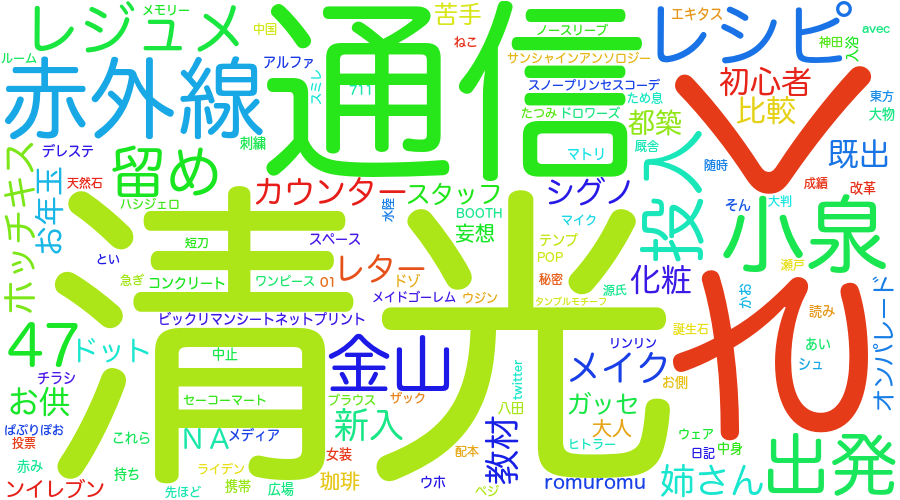 メモリー
中国
通信
苦手
ノースリーブ
エキタス
avec
レジュメ
ねこ
サンシャインアンソロジー
レシピ
神田
ルーム
アルファ
スノープリンセスコーデ
初心者
赤外線
スミレ
711
たつみ
ドロワーズ
ため息
比較
東方
大物
都築
刺繍
厩舎
マトリ
既出
デレステ
留め
投入
随時
天然石
カウンター
スタッフ
シグノ
成績
改革
ホッチキス
お年玉
ハシジェロ
水陸
BOOTH
マイク
そん
大判
小泉
とい
短刀
スペース
妄想
テンプ
POP
化粧
瀬戸
急ぎ
コンクリート
ワンピース
01
レター
ドゾ
秘密
源氏
かお
メイドゴーレム
ウジン
タンブルモチーフ
読み
オンパレード
ビックリマンシートネットプリント
清光
誕生石
47
ドット
中止
金山
リンリン
あい
チラシ
メイク
シュ
twitter
お側
お供
セーコーマート
ブラウス
ザック
八田
ガッセ
ぱぷりぽお
これら
NA
メディア
新入
教材
大人
ウェア
投票
ヒトラー
日記
中身
赤み
持ち
ライデン
女装
配本
出発
ンイレブン
先ほど
携帯
広場
珈琲
ウホ
ベジ
romuromu
姉さん